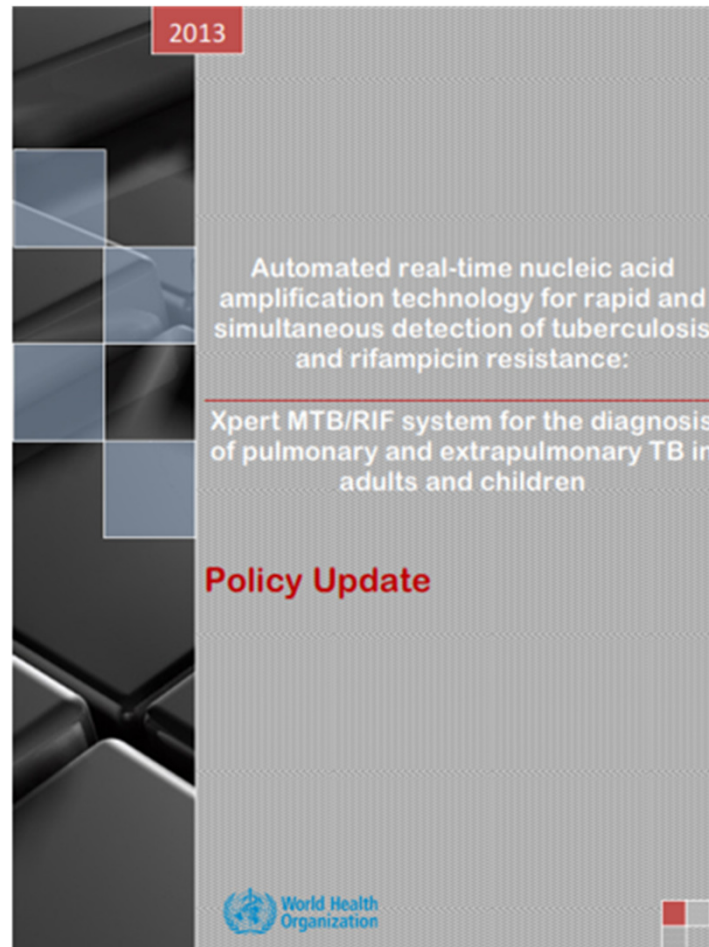 2013
Automated real-time nucleic acid
amplification technology for rapid and
simultaneous detection of tuberculosis
and rifampicin resistance:
Xpert MTB/RIF system for the diagnosis
of pulmonary and extrapulmonary TB in
adults and children
Policy Update
World Health
Organization